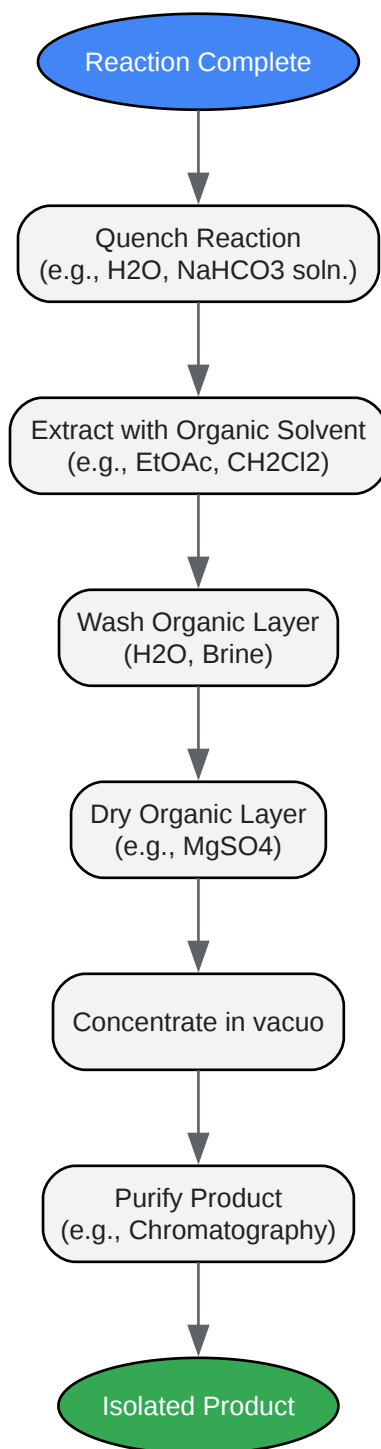 Reaction Complete
Quench Reaction
(e.g., H2O, NaHCO3 soln.)
Extract with Organic Solvent
(e.g., EtOAc, CH2Cl2)
Wash Organic Layer
(H2O, Brine)
Dry Organic Layer
(e.g., MgSO4)
Concentrate in vacuo
Purify Product
(e.g., Chromatography)
Isolated Product